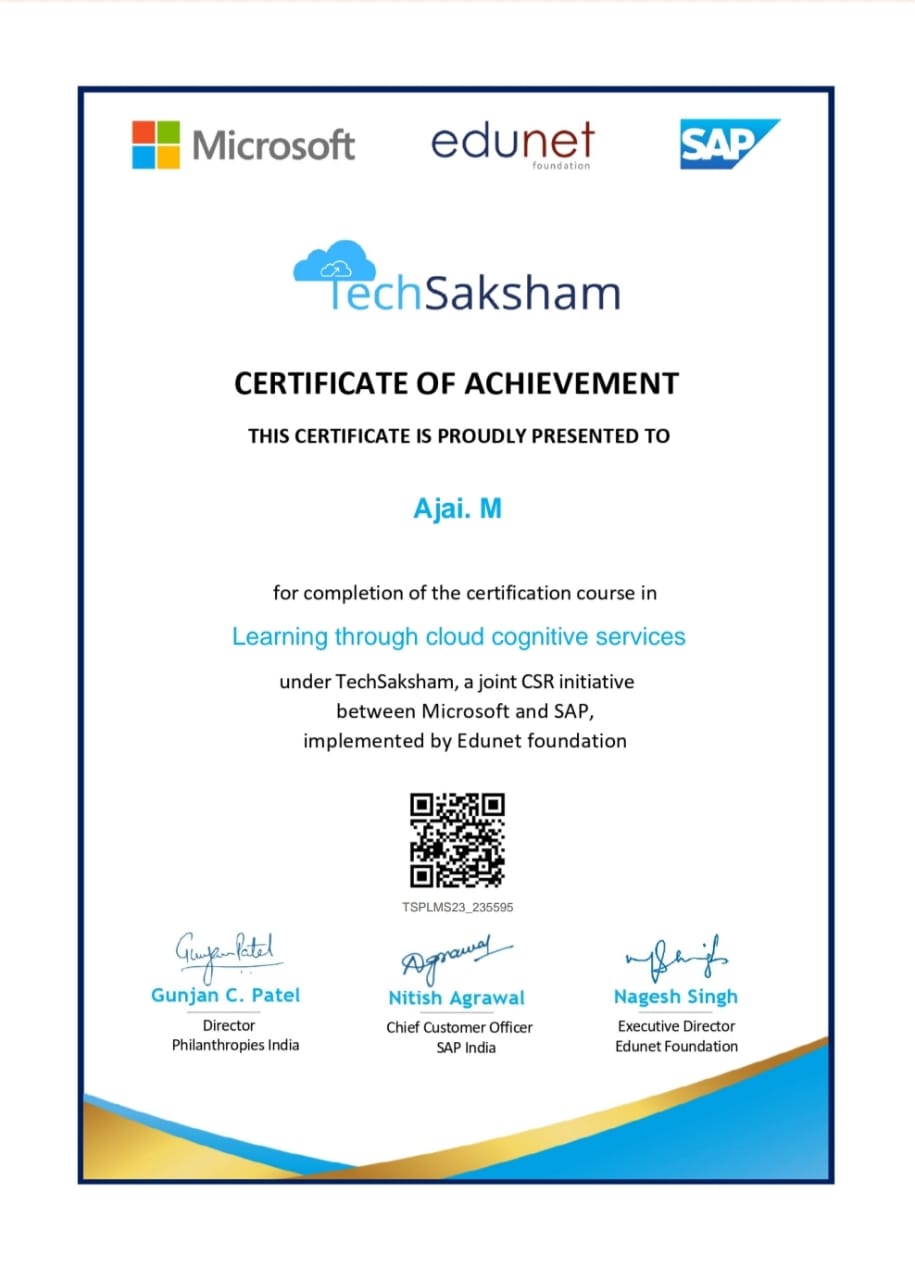 Microsoft
edunet
foundation
SAP
TechSaksham
CERTIFICATE OF ACHIEVEMENT
THIS CERTIFICATE IS PROUDLY PRESENTED TO
Ajai. M
for completion of the certification course in
Learning through cloud cognitive services
under TechSaksham, a joint CSR initiative
between Microsoft and SAP,
implemented by Edunet foundation
TSPLMS23_235595
Gunjan Patel
Agrawal
Gunjan C. Patel
Nitish Agrawal
Nagesh Singh
Director
Chief Customer Officer
Executive Director
Philanthropies India
SAP India
Edunet Foundation